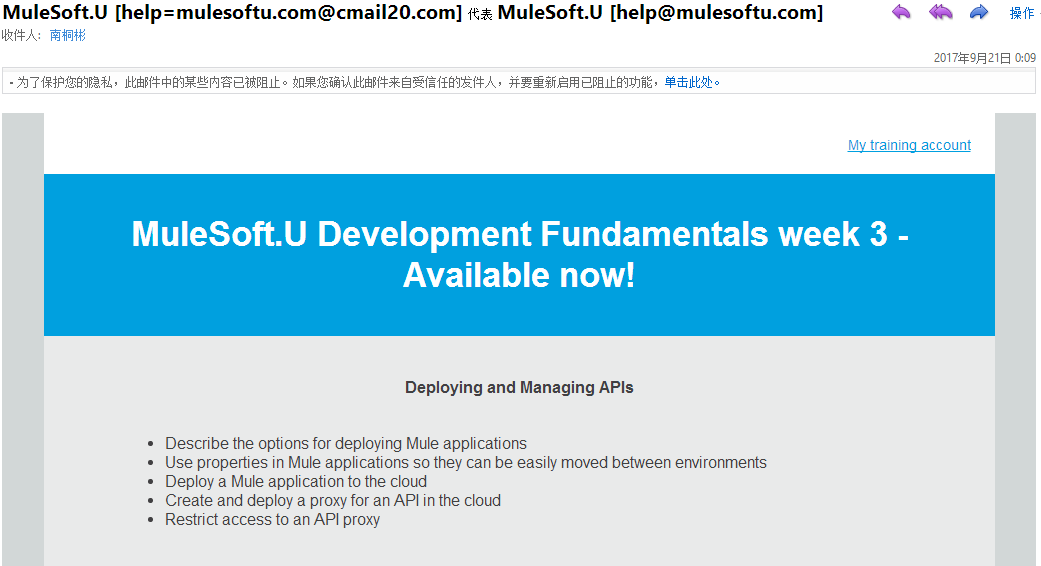 MuleSoft.U [help=mulesoftu.com@cmail20.com] 代表 MuleSoft.U [help@mulesoftu.com] 操作
收件人: 南桐彬
2017年9月21日 0:09
- 为了保护您的隐私，此邮件中的某些内容已被阻止。如果您确认此邮件来自受信任的发件人，并要重新启用已阻止的功能，单击此处。
My training account
MuleSoft.U Development Fundamentals week 3 -
Available now!
Deploying and Managing APIs
• Describe the options for deploying Mule applications
• Use properties in Mule applications so they can be easily moved between environments
• Deploy a Mule application to the cloud
• Create and deploy a proxy for an API in the cloud
• Restrict access to an API proxy